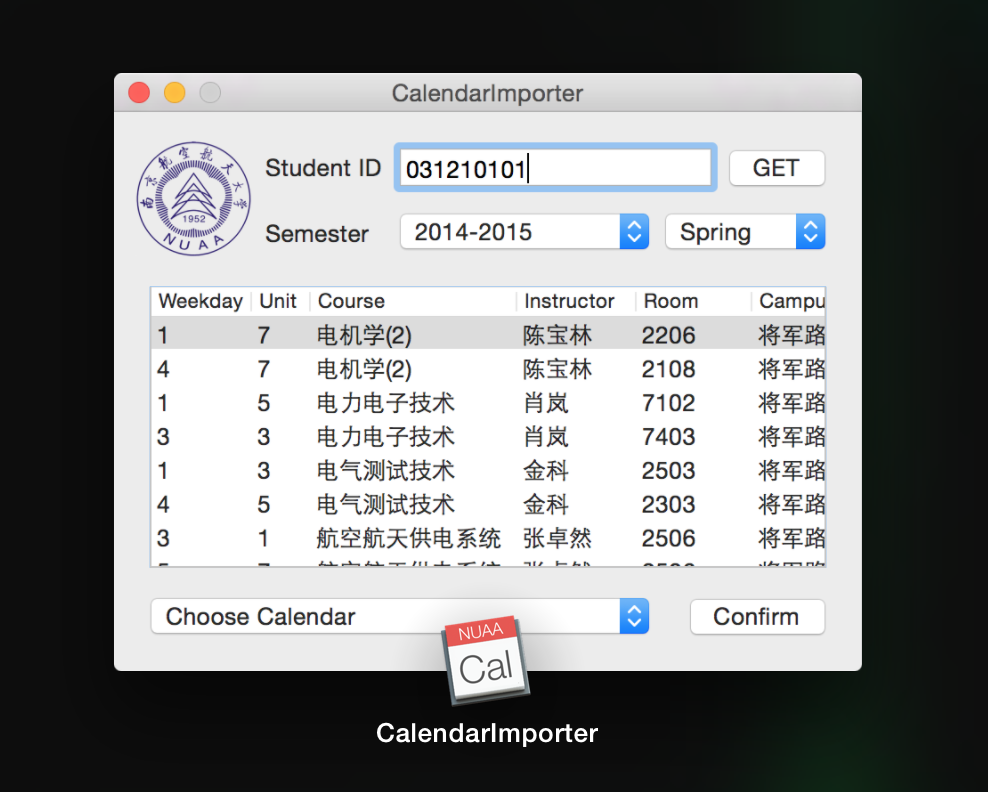 CalendarImporter
南京航空航天大学
1952
NUAA
Student ID 031210101 GET
Semester 2014-2015 Spring
Weekday Unit Course Instructor Room Campu
1 7 电机学(2) 陈宝林 2206 将军路
4 7 电机学(2) 陈宝林 2108 将军路
1 5 电力电子技术 肖岚 7102 将军路
3 3 电力电子技术 肖岚 7403 将军路
1 3 电气测试技术 金科 2503 将军路
4 5 电气测试技术 金科 2303 将军路
3 1 航空航天供电系统 张卓然 2506 将军路
Choose Calendar Confirm
NUAA
Cal
CalendarImporter